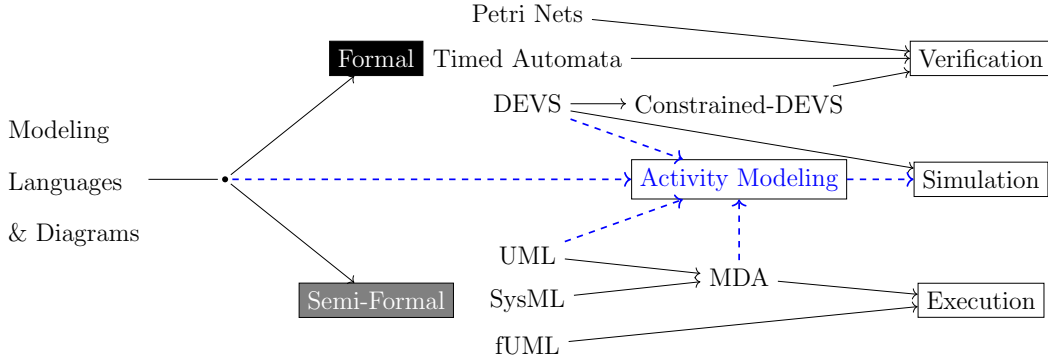 Modeling
Languages
& Diagrams
Formal
Semi-Formal
Petri Nets
Timed Automata
DEVS
Constrained-DEVS
Activity Modeling
UML
SysML
MDA
fUML
Verification
Simulation
Execution